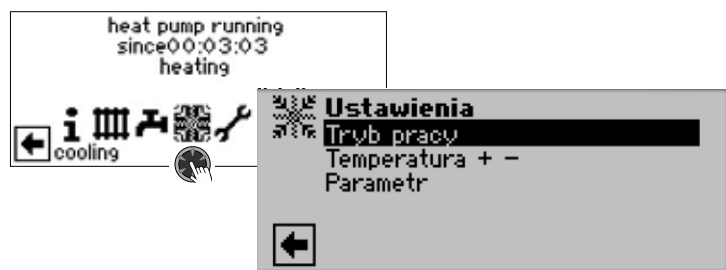 heat pump running
since00:03:03
heating
cooling
Ustawienia
Tryb pracy
Temperatura + -
Parametr